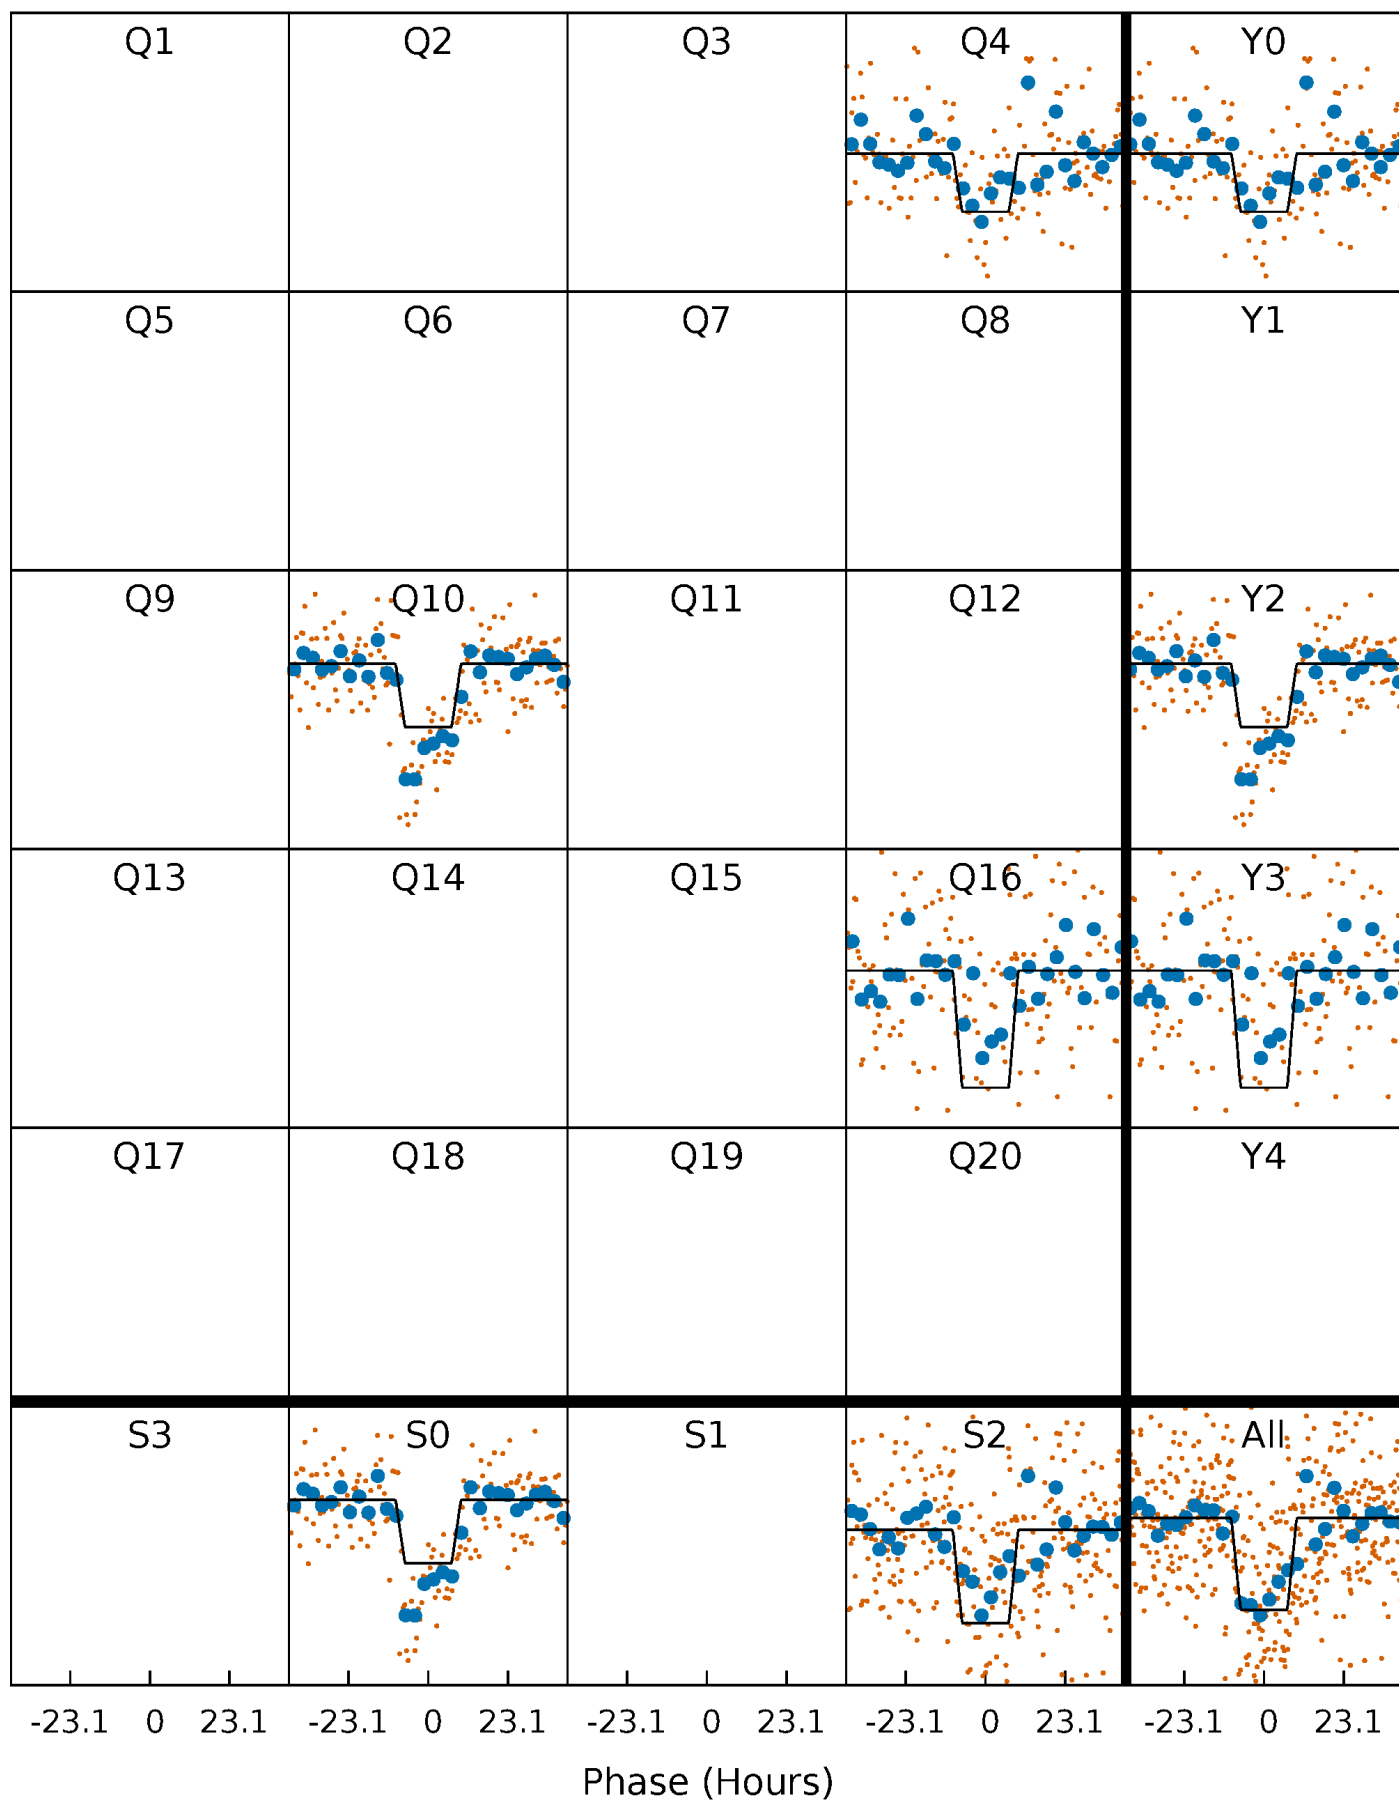 Q1 Q2 Q3 Q4 Y0
Q5 Q6 Q7 Q8 Y1
Q9 Q10 Q11 Q12 Y2
Q13 Q14 Q15 Q16 Y3
Q17 Q18 Q19 Q20 Y4
S3 S0 S1 S2 All
-23.1 0 23.1 -23.1 0 23.1 -23.1 0 23.1 -23.1 0 23.1 -23.1 0 23.1
Phase (Hours)